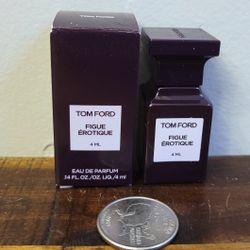 TOM FORD
FIGUE
ÉROTIQUE
4 ML
EAU DE PARFUM
.14 FL. OZ./OZ. LIQ./4 ml
TOM FORD
FIGUE
ÉROTIQUE
4 ML